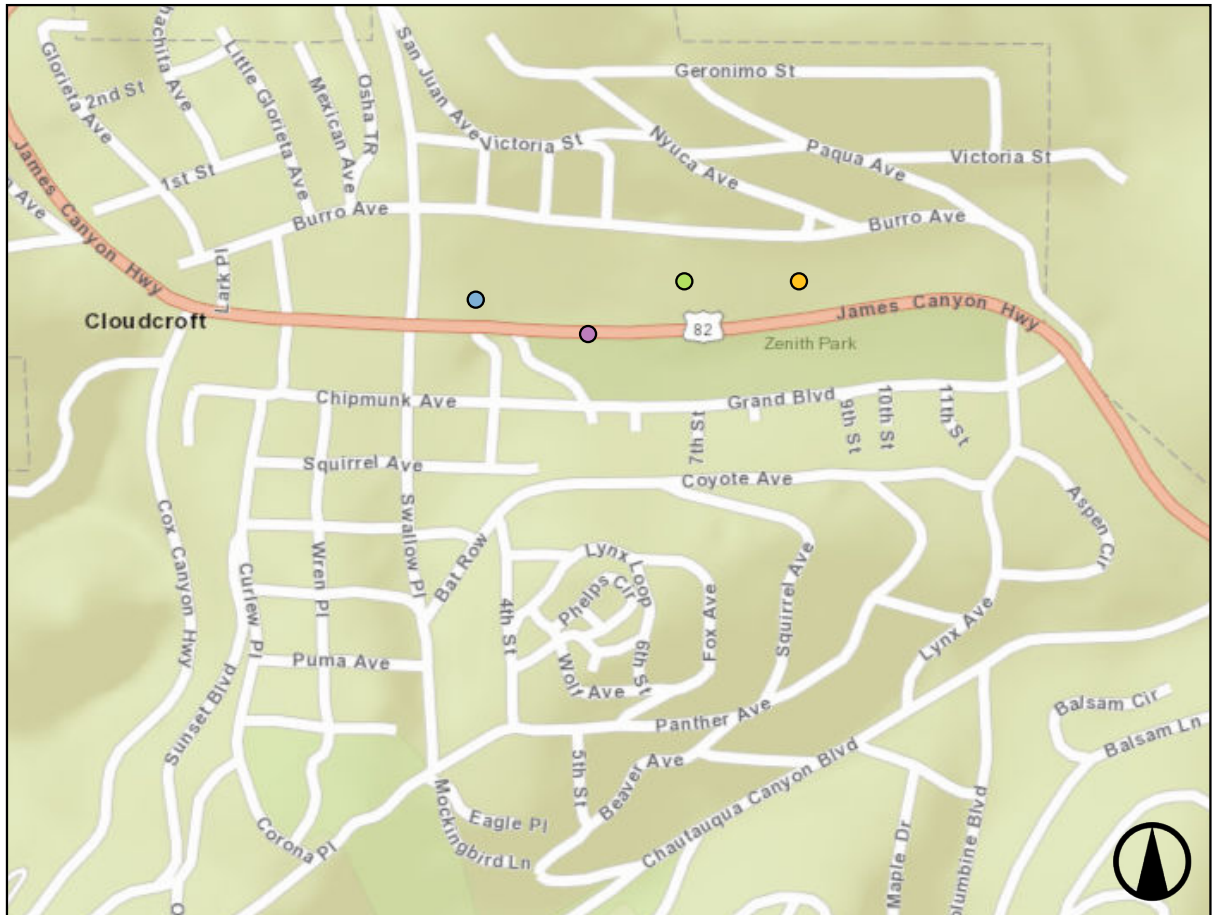 Glorieta Ave
2nd St
Little Glorieta Ave
Mexican Ave
Osha TR
San Juan Ave
Victoria St
Geronimo St
Nyuca Ave
Paqua Ave
Victoria St
1st St
Burro Ave
Burro Ave
James Canyon Hwy
Ave
Lark Pl
Cloudcroft
82
James Canyon Hwy
Zenith Park
Chipmunk Ave
Grand Blvd
7th St
9th St
10th St
11th St
Squirrel Ave
Coyote Ave
Aspen Cir
Cox Canyon Hwy
Swallow Pl
Bat Row
Wren Pl
Curlew Pl
Lynx Loop
Phelps Cir
4th St
6th St
Fox Ave
Squirrel Ave
Lynx Ave
Puma Ave
Wolf Ave
Sunset Blvd
Panther Ave
Balsam Cir
Balsam Ln
5th St
Beaver Ave
Chautauqua Canyon Blvd
Mockingbird Ln
Eagle Pl
Corona Pl
Maple Dr
olumbine Blvd